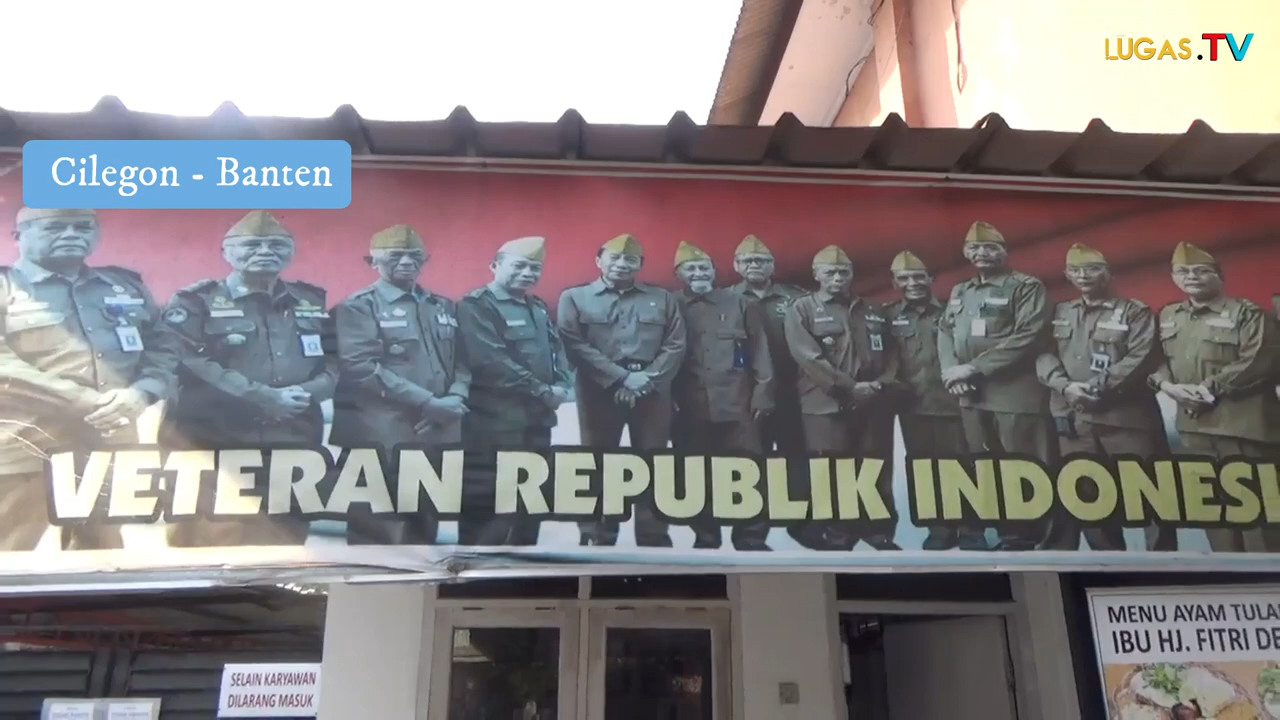 LUGAS.TV
Cilegon - Banten
VETERAN REPUBLIK INDONESI
SELAIN KARYAWAN
DILARANG MASUK
MENU AYAM TULA
IBU HJ. FITRI DE